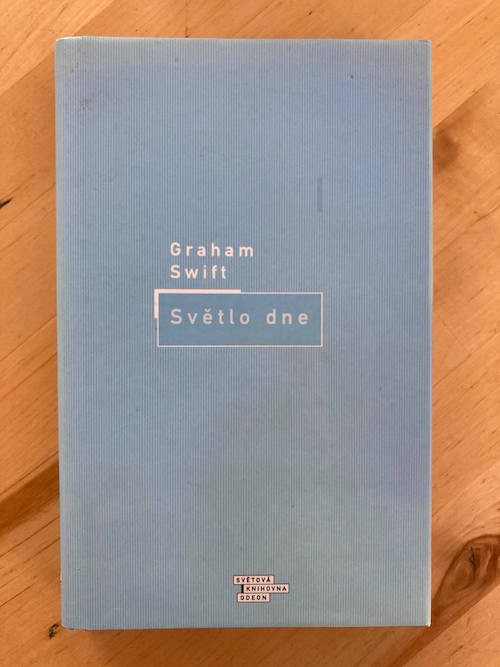 Graham
Swift
Světlo dne
SVĚTOVÁ
KNIHOVNA
ODEON